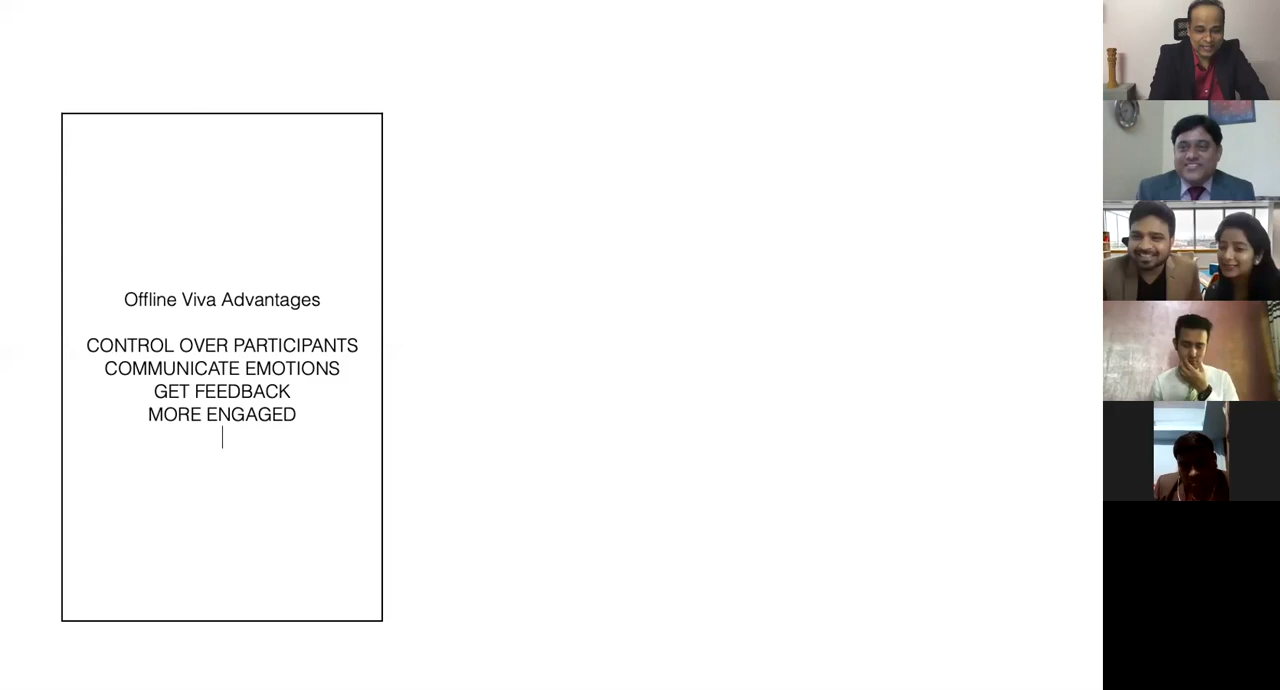 Offline Viva Advantages
CONTROL OVER PARTICIPANTS
COMMUNICATE EMOTIONS
GET FEEDBACK
MORE ENGAGED